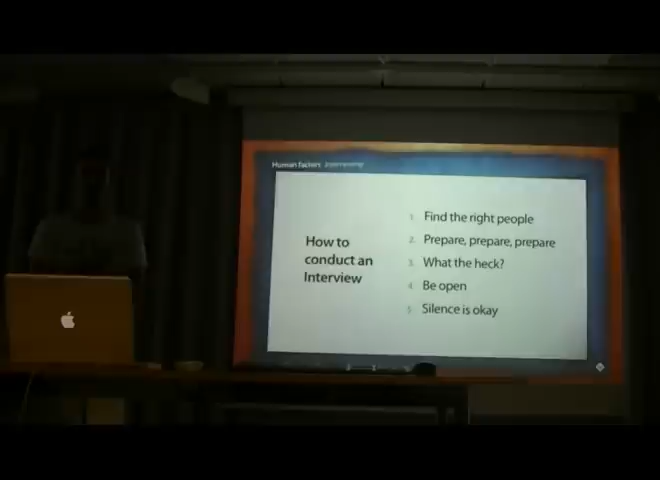 Human factors Interviewing
How to
conduct an
Interview
1. Find the right people
2. Prepare, prepare, prepare
3. What the heck?
4. Be open
5. Silence is okay